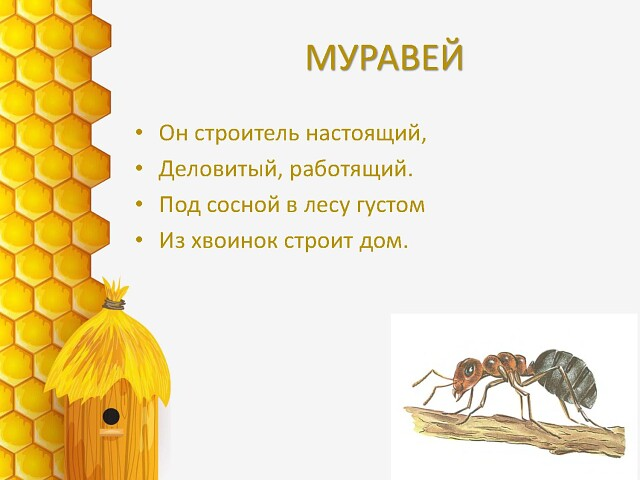 МУРАВЕЙ
• Он строитель настоящий,
• Деловитый, работящий.
• Под сосной в лесу густом
• Из хвоинок строит дом.